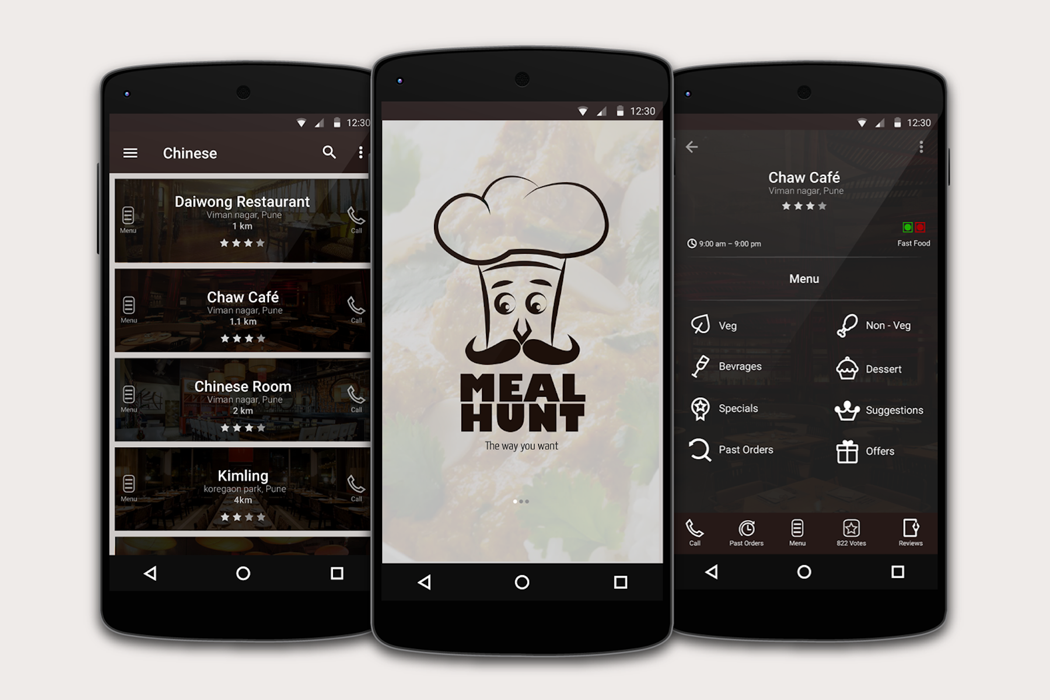 12:30
Chinese
Daiwong Restaurant
Viman nagar, Pune
1 km
Menu
Call
Chaw Café
Viman nagar, Pune
1.1 km
Menu
Call
Chinese Room
Viman nagar, Pune
2 km
Menu
Call
Kimling
koregaon park, Pune
4km
Menu
Call
12:30
MEAL
HUNT
The way you want
12:30
Chaw Café
Viman nagar, Pune
9:00 am – 9:00 pm
Fast Food
Menu
Veg
Non - Veg
Bevrages
Dessert
Specials
Suggestions
Past Orders
Offers
Call
Past Orders
Menu
822 Votes
Reviews